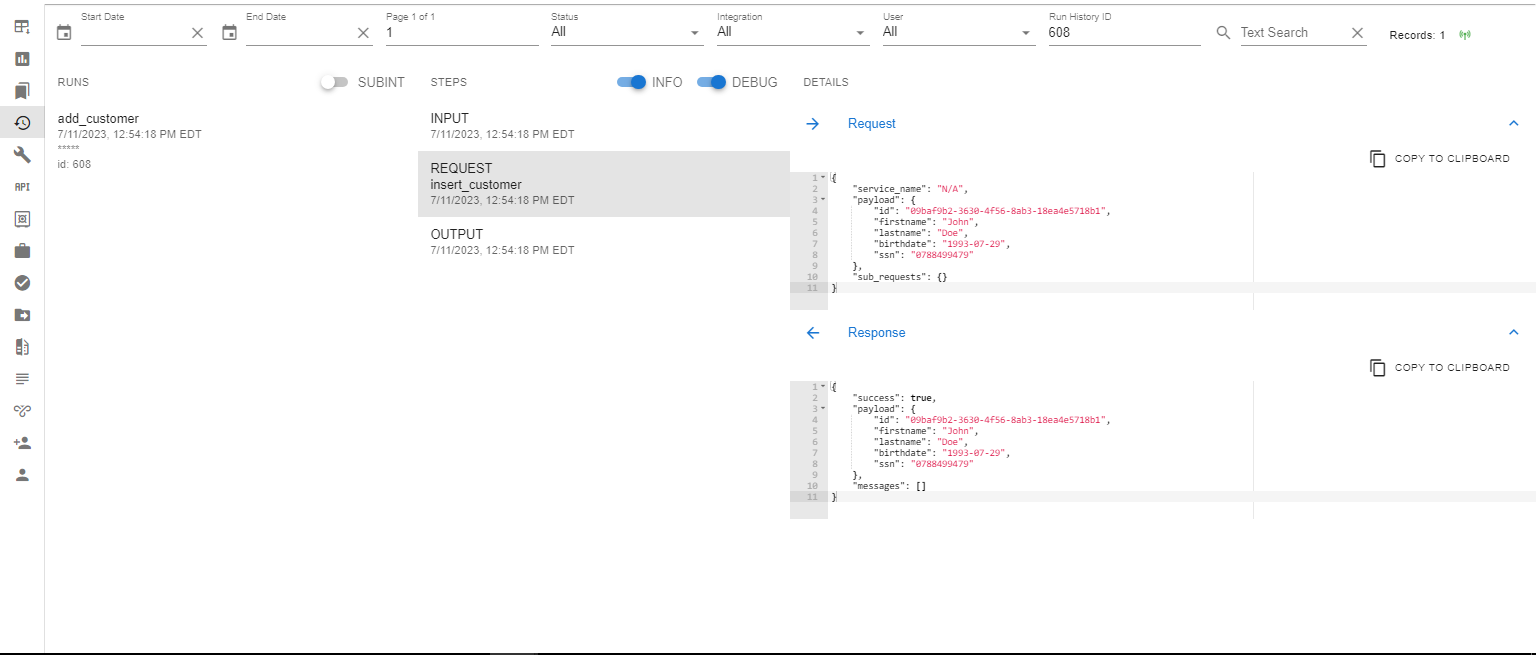 Start Date
End Date
Page 1 of 1
1
Status
All
Integration
All
User
All
Run History ID
608
Text Search
Records: 1
RUNS
SUBINT
STEPS
INFO
DEBUG
DETAILS
API
add_customer
7/11/2023, 12:54:18 PM EDT
*****
id: 608
INPUT
7/11/2023, 12:54:18 PM EDT
REQUEST
insert_customer
7/11/2023, 12:54:18 PM EDT
OUTPUT
7/11/2023, 12:54:18 PM EDT
Request
COPY TO CLIPBOARD
1 {
2 "service_name": "N/A",
3 "payload": {
4 "id": "09baf9b2-3630-4f56-8ab3-18ea4e5718b1",
5 "firstname": "John",
6 "lastname": "Doe",
7 "birthdate": "1993-07-29",
8 "ssn": "0788499479"
9 },
10 "sub_requests": {}
11 }
Response
COPY TO CLIPBOARD
1 {
2 "success": true,
3 "payload": {
4 "id": "09baf9b2-3630-4f56-8ab3-18ea4e5718b1",
5 "firstname": "John",
6 "lastname": "Doe",
7 "birthdate": "1993-07-29",
8 "ssn": "0788499479"
9 },
10 "messages": []
11 }